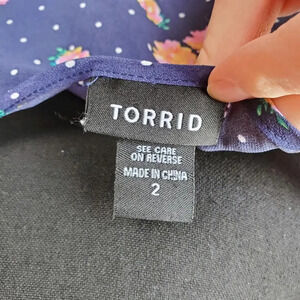 TORRID
SEE CARE
ON REVERSE
MADE IN CHINA
2